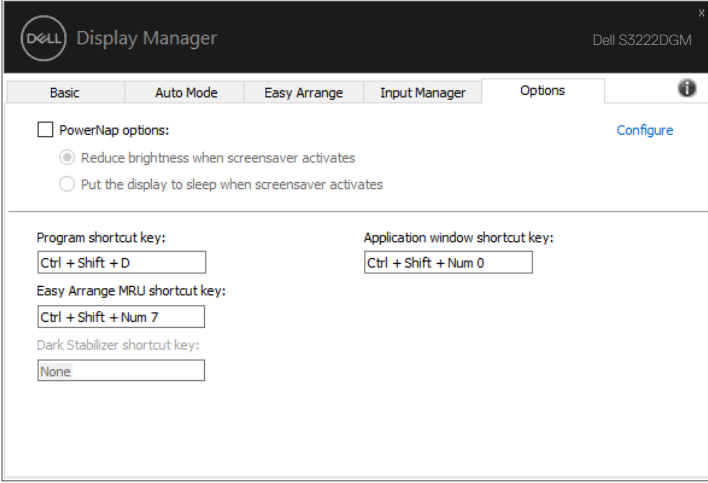 DELL Display Manager
x
Dell S3222DGM
Basic Auto Mode Easy Arrange Input Manager Options i
PowerNap options: Configure
Reduce brightness when screensaver activates
Put the display to sleep when screensaver activates
Program shortcut key: Application window shortcut key:
Ctrl + Shift + D Ctrl + Shift + Num 0
Easy Arrange MRU shortcut key:
Ctrl + Shift + Num 7
Dark Stabilizer shortcut key:
None